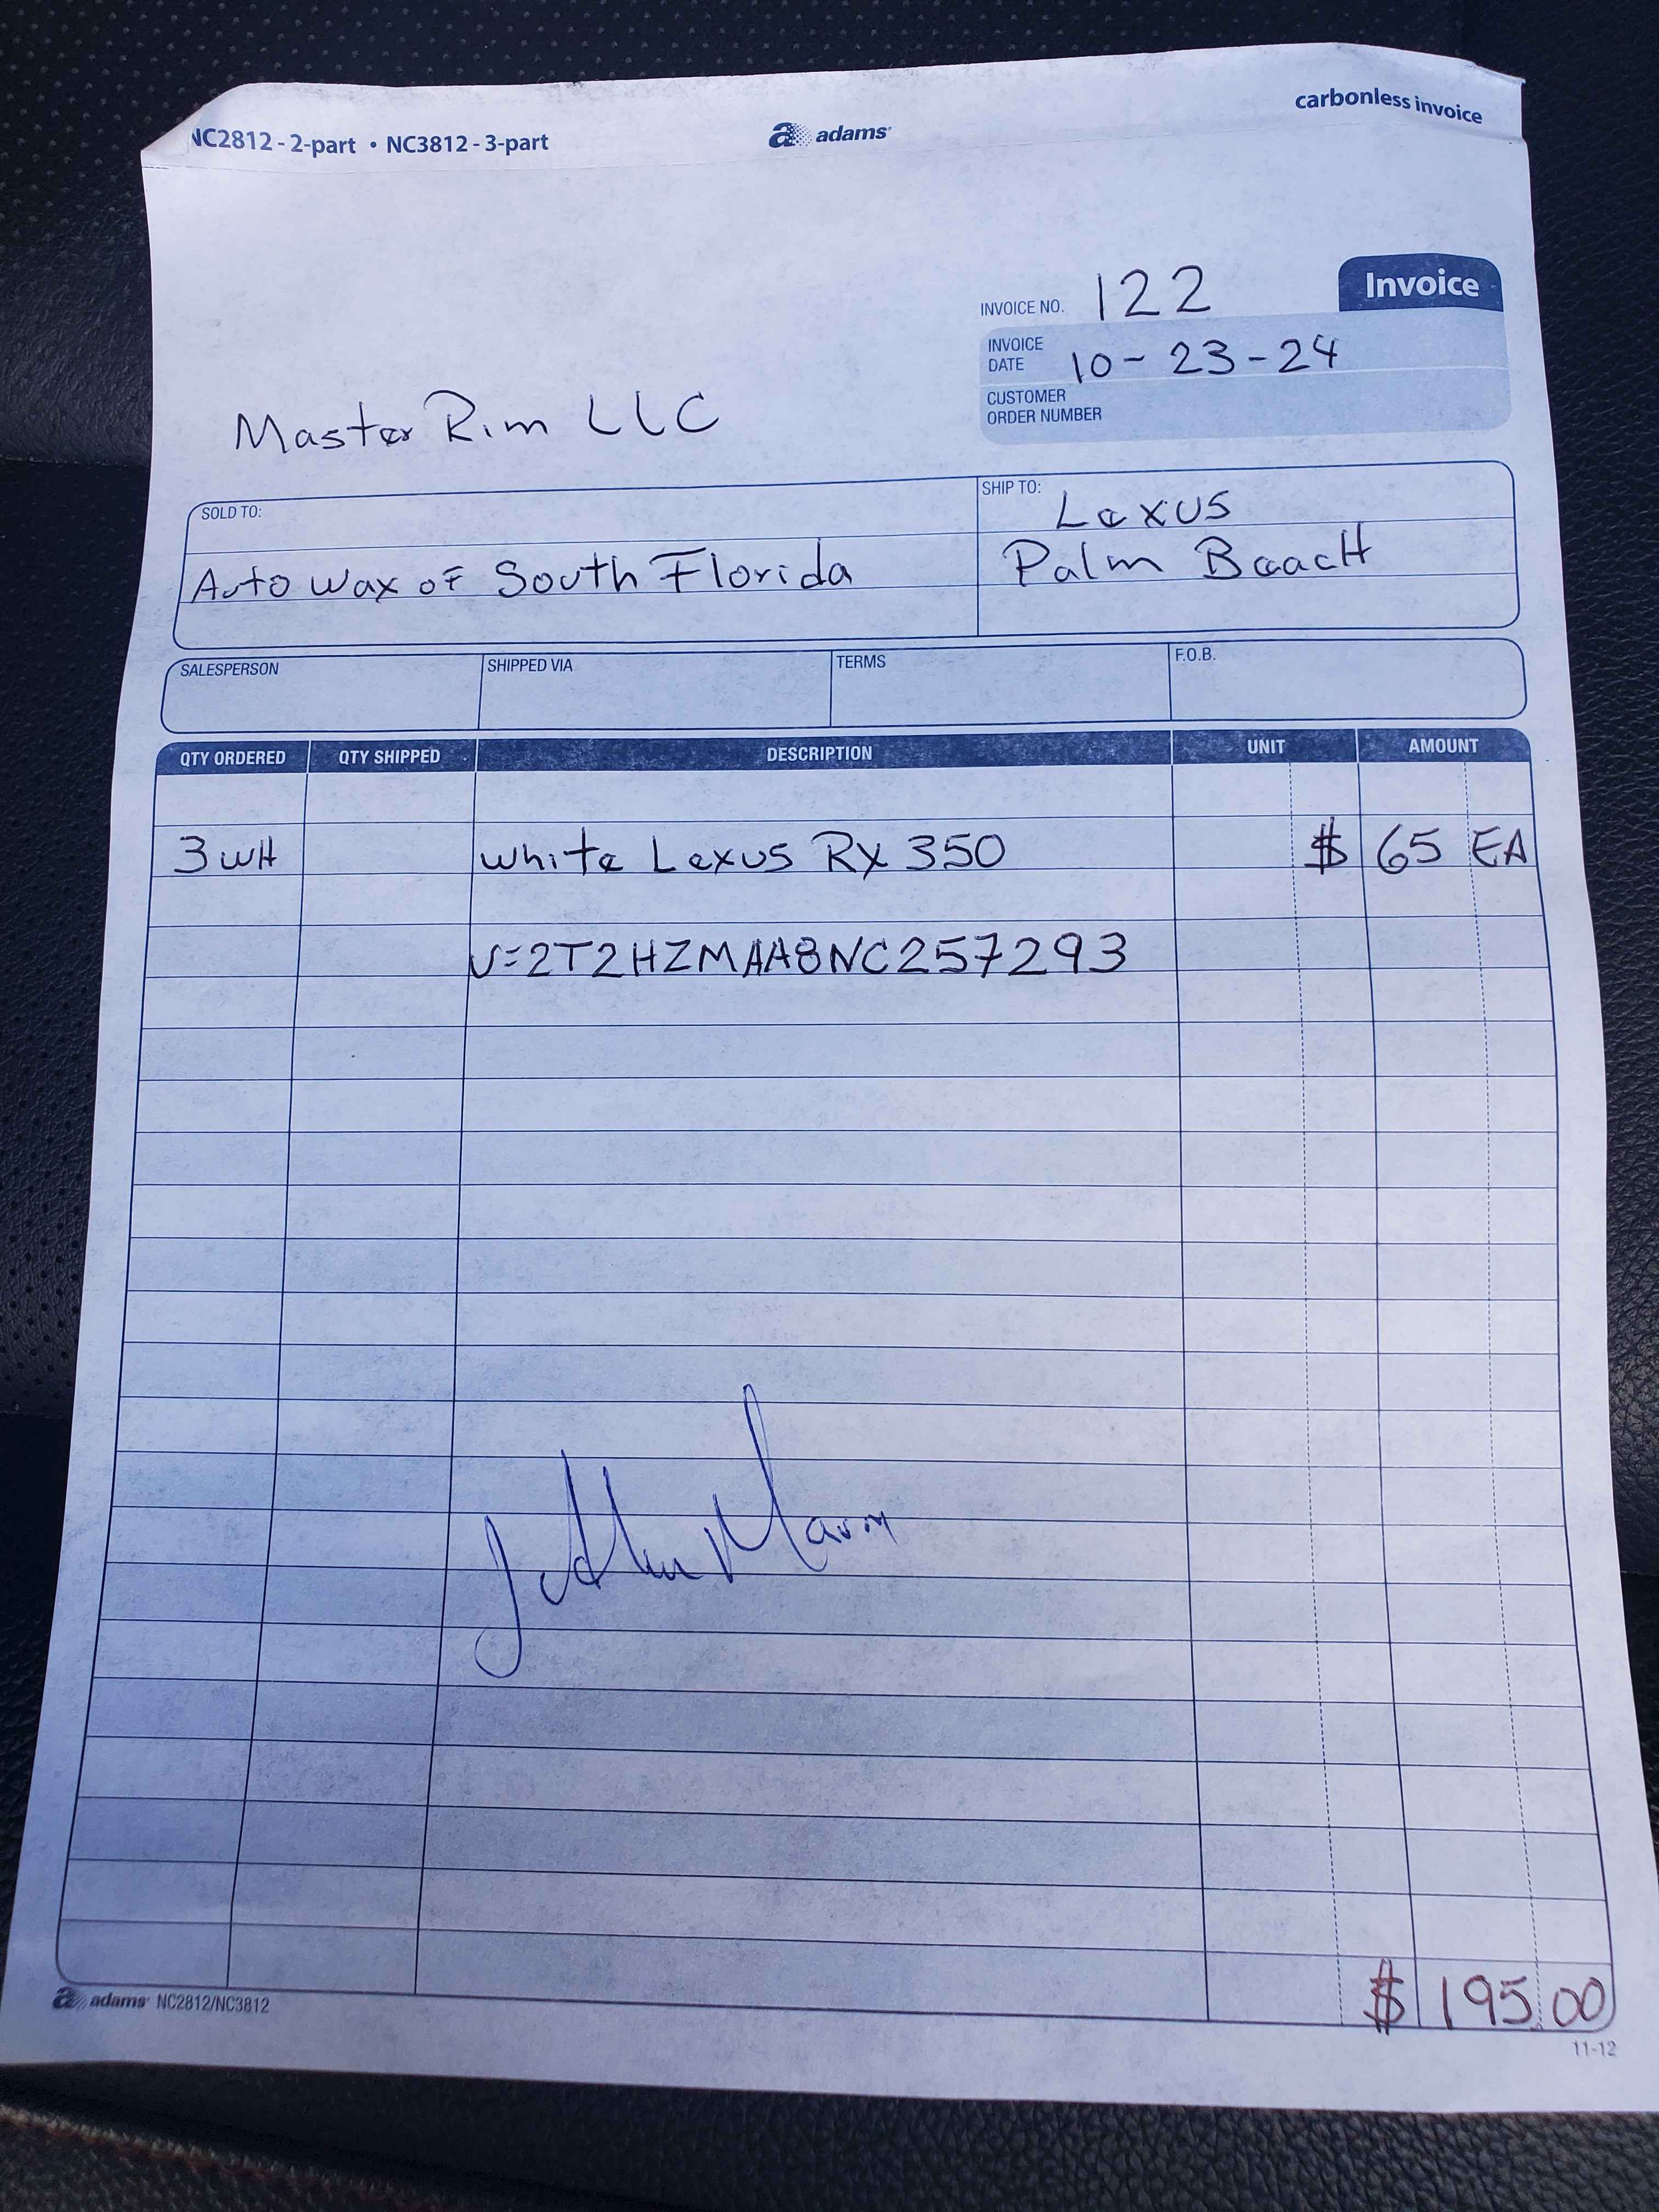 NC2812 - 2-part • NC3812 - 3-part
adams
carbonless invoice
Invoice
INVOICE NO. 122
INVOICE DATE 10-23-24
CUSTOMER ORDER NUMBER
Master Rim LLC
SOLD TO:
Auto Wax of South Florida
SHIP TO: Lexus
Palm BeacH
SALESPERSON SHIPPED VIA TERMS F.O.B.
QTY ORDERED QTY SHIPPED DESCRIPTION UNIT AMOUNT
3 WH White Lexus Rx 350 $ 65 EA
V=2T2HZMAA8NC257293
$ 195.00
adams NC2812/NC3812
11-12